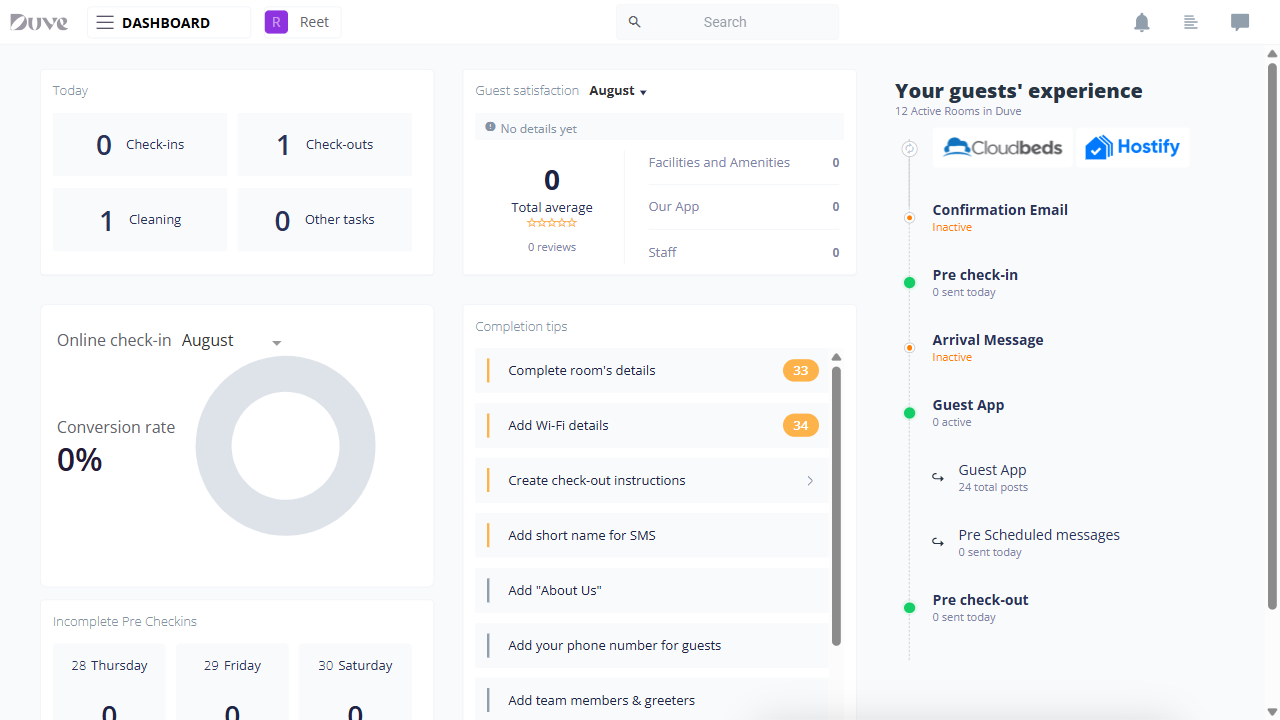 Duve
DASHBOARD
R
Reet
Search
Today
0 Check-ins
1 Check-outs
1 Cleaning
0 Other tasks
Guest satisfaction August
No details yet
0
Total average
0 reviews
Facilities and Amenities 0
Our App 0
Staff 0
Your guests' experience
12 Active Rooms in Duve
Cloudbeds
Hostify
Confirmation Email
Inactive
Pre check-in
0 sent today
Arrival Message
Inactive
Guest App
0 active
Guest App
24 total posts
Pre Scheduled messages
0 sent today
Pre check-out
0 sent today
Online check-in August
Conversion rate
0%
Completion tips
Complete room's details 33
Add Wi-Fi details 34
Create check-out instructions
Add short name for SMS
Add "About Us"
Add your phone number for guests
Add team members & greeters
Incomplete Pre Checkins
28 Thursday
29 Friday
30 Saturday
0
0
0